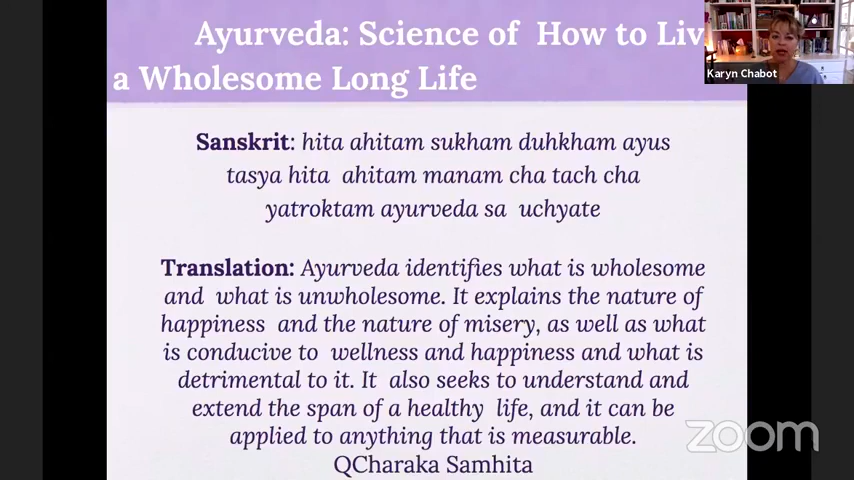 Ayurveda: Science of How to Liv
a Wholesome Long Life
Karyn Chabot
Sanskrit: hita ahitam sukham duhkham ayus
tasya hita ahitam manam cha tach cha
yatroktam ayurveda sa uchyate
Translation: Ayurveda identifies what is wholesome
and what is unwholesome. It explains the nature of
happiness and the nature of misery, as well as what
is conducive to wellness and happiness and what is
detrimental to it. It also seeks to understand and
extend the span of a healthy life, and it can be
applied to anything that is measurable.
QCharaka Samhita
zoom